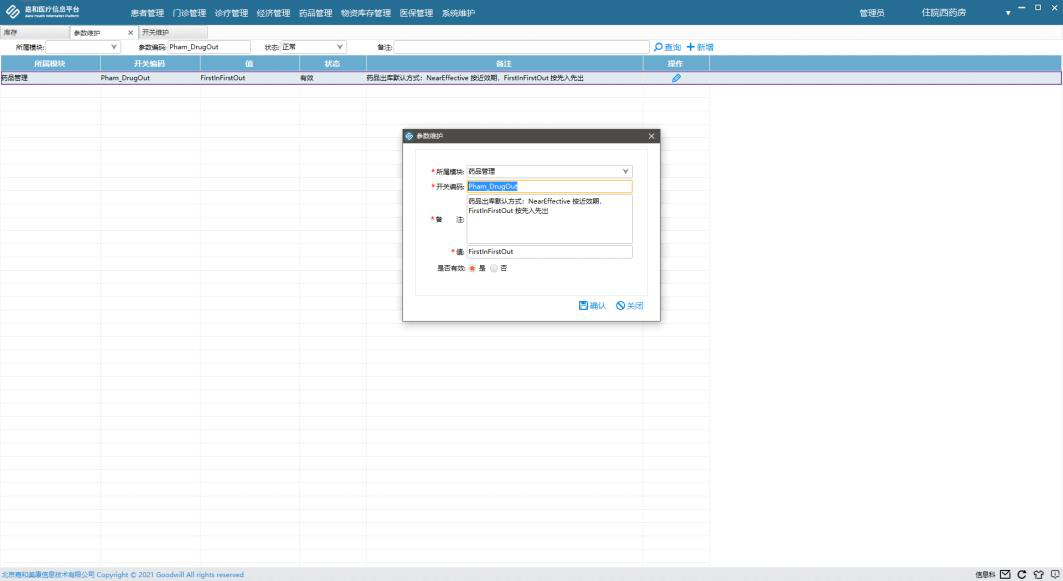 嘉和医疗信息平台
患者管理 门诊管理 诊疗管理 经济管理 药品管理 物资库存管理 医保管理 系统维护 管理员 住院西药房
库存 参数维护 开关维护
所属模块: 参数编码: Pham_DrugOut 状态: 正常 备注: 查询 新增
所属模块 开关编码 值 状态 备注 操作
药品管理 Pham_DrugOut FirstInFirstOut 有效 药品出库默认方式：NearEffective 按近效期，FirstInFirstOut 按先入先出
参数维护
*所属模块: 药品管理
*开关编码: Pham_DrugOut
*备 注: 药品出库默认方式：NearEffective 按近效期，
FirstInFirstOut 按先入先出
*值: FirstInFirstOut
是否有效: 是 否
确认 关闭
北京嘉和美康信息技术有限公司 Copyright © 2021 Goodwill All rights reserved 信息科